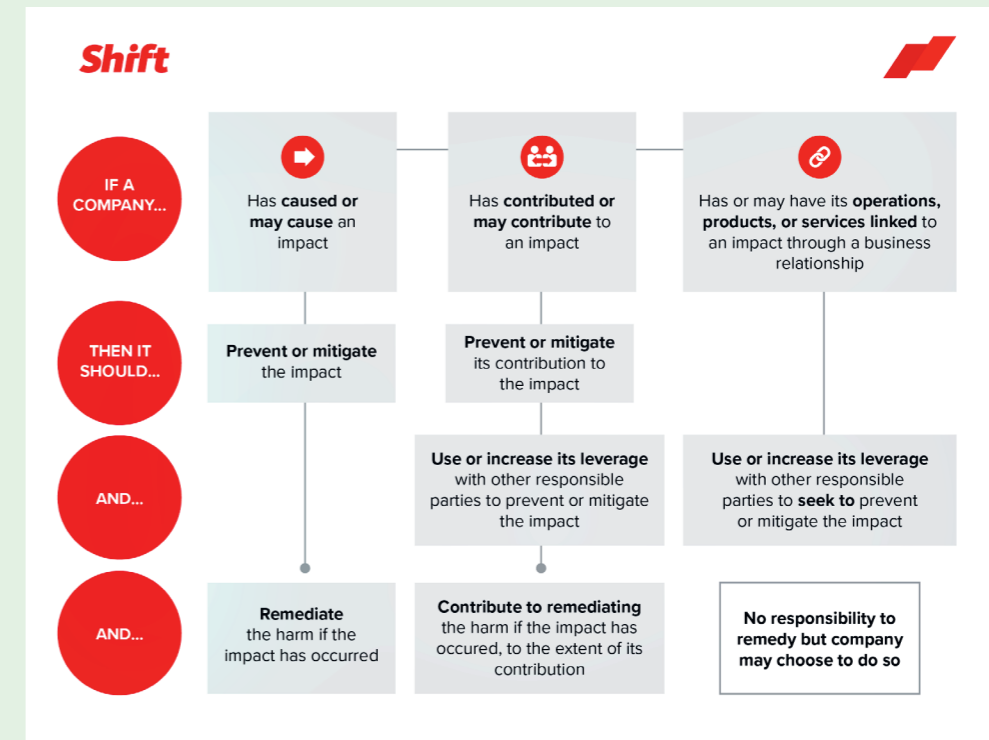 Shift
IF A
COMPANY...
Has caused or
may cause an
impact
Has contributed or
may contribute to
an impact
Has or may have its operations,
products, or services linked to
an impact through a business
relationship
THEN IT
SHOULD...
Prevent or mitigate
the impact
Prevent or mitigate
its contribution to
the impact
AND...
Use or increase its leverage
with other responsible
parties to prevent or mitigate
the impact
Use or increase its leverage
with other responsible
parties to seek to prevent
or mitigate the impact
AND...
Remediate
the harm if the
impact has occurred
Contribute to remediating
the harm if the impact has
occured, to the extent of its
contribution
No responsibility to
remedy but company
may choose to do so